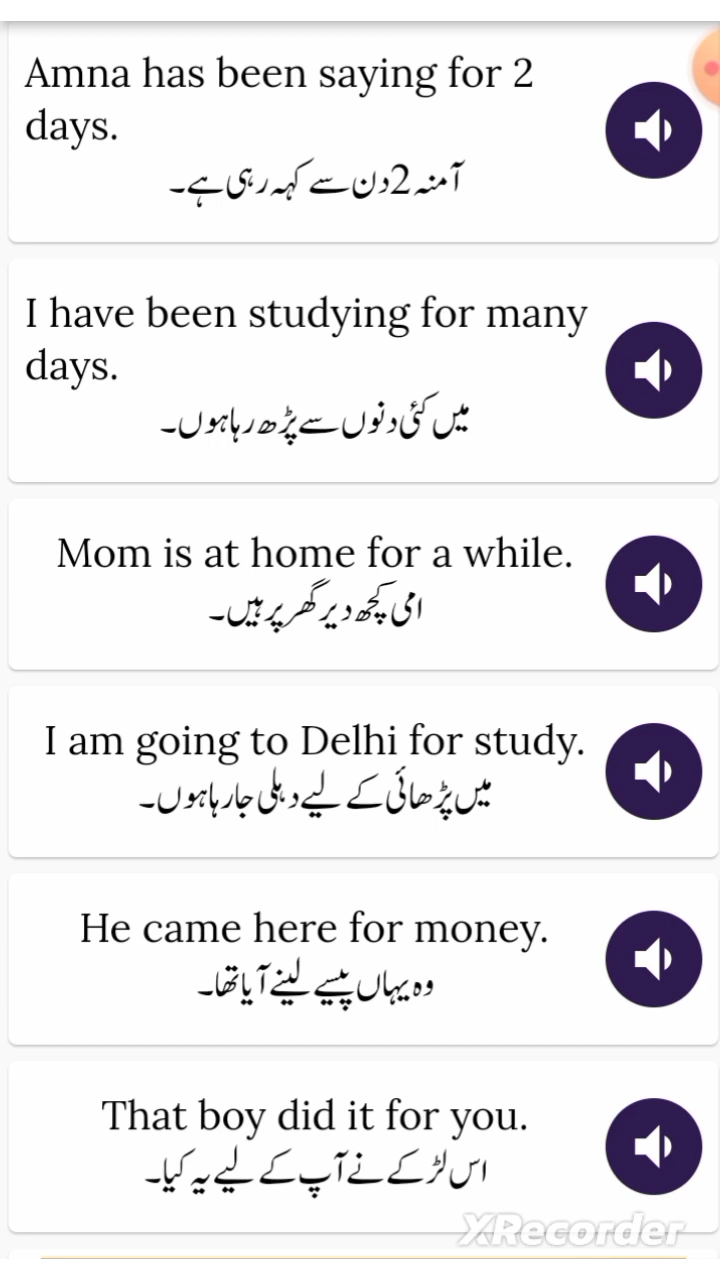 Amna has been saying for 2
days.
آمنہ 2 دن سے کہہ رہی ہے۔
I have been studying for many
days.
میں کئی دنوں سے پڑھ رہا ہوں۔
Mom is at home for a while.
امی کچھ دیر گھر پر ہیں۔
I am going to Delhi for study.
میں پڑھائی کے لیے دہلی جا رہا ہوں۔
He came here for money.
وہ یہاں پیسے لینے آیا تھا۔
That boy did it for you.
اس لڑکے نے آپ کے لیے یہ کیا۔
XRecorder